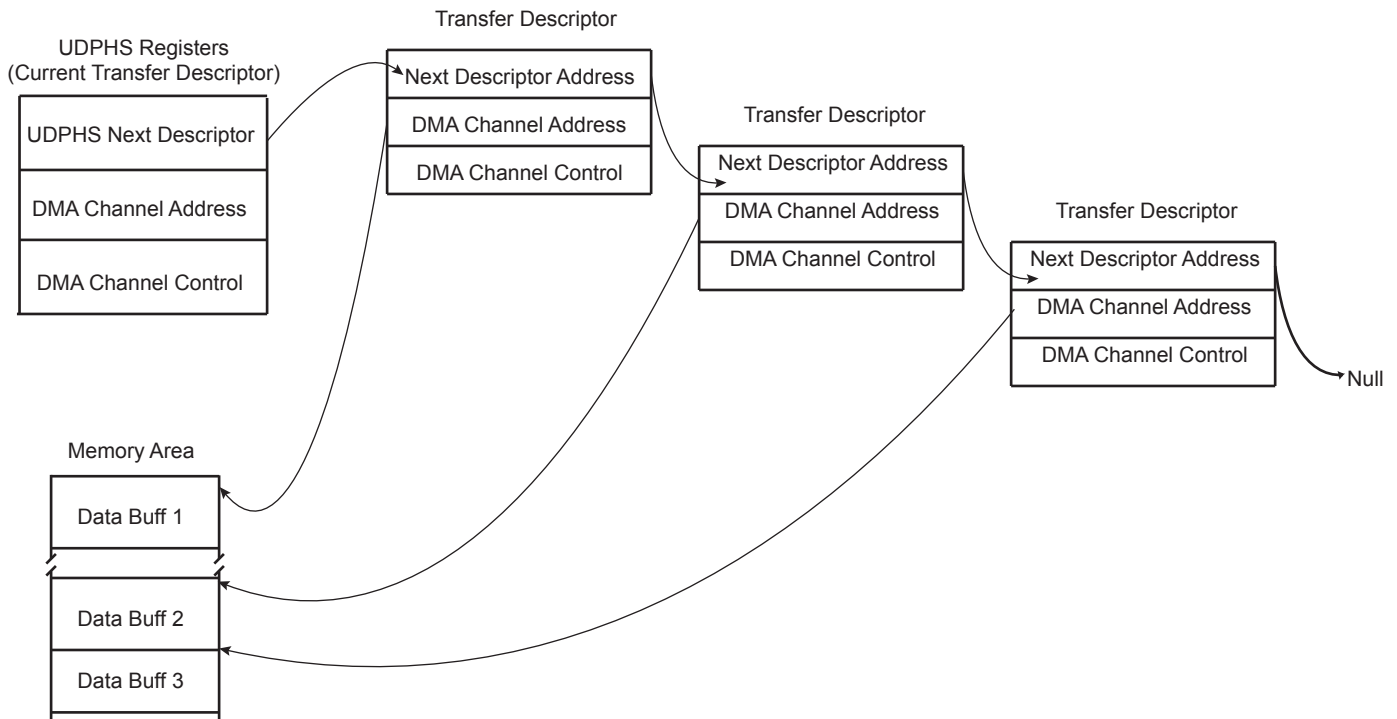 UDPHS Registers
(Current Transfer Descriptor)
UDPHS Next Descriptor
DMA Channel Address
DMA Channel Control
Transfer Descriptor
Next Descriptor Address
DMA Channel Address
DMA Channel Control
Transfer Descriptor
Next Descriptor Address
DMA Channel Address
DMA Channel Control
Transfer Descriptor
Next Descriptor Address
DMA Channel Address
DMA Channel Control
Null
Memory Area
Data Buff 1
Data Buff 2
Data Buff 3